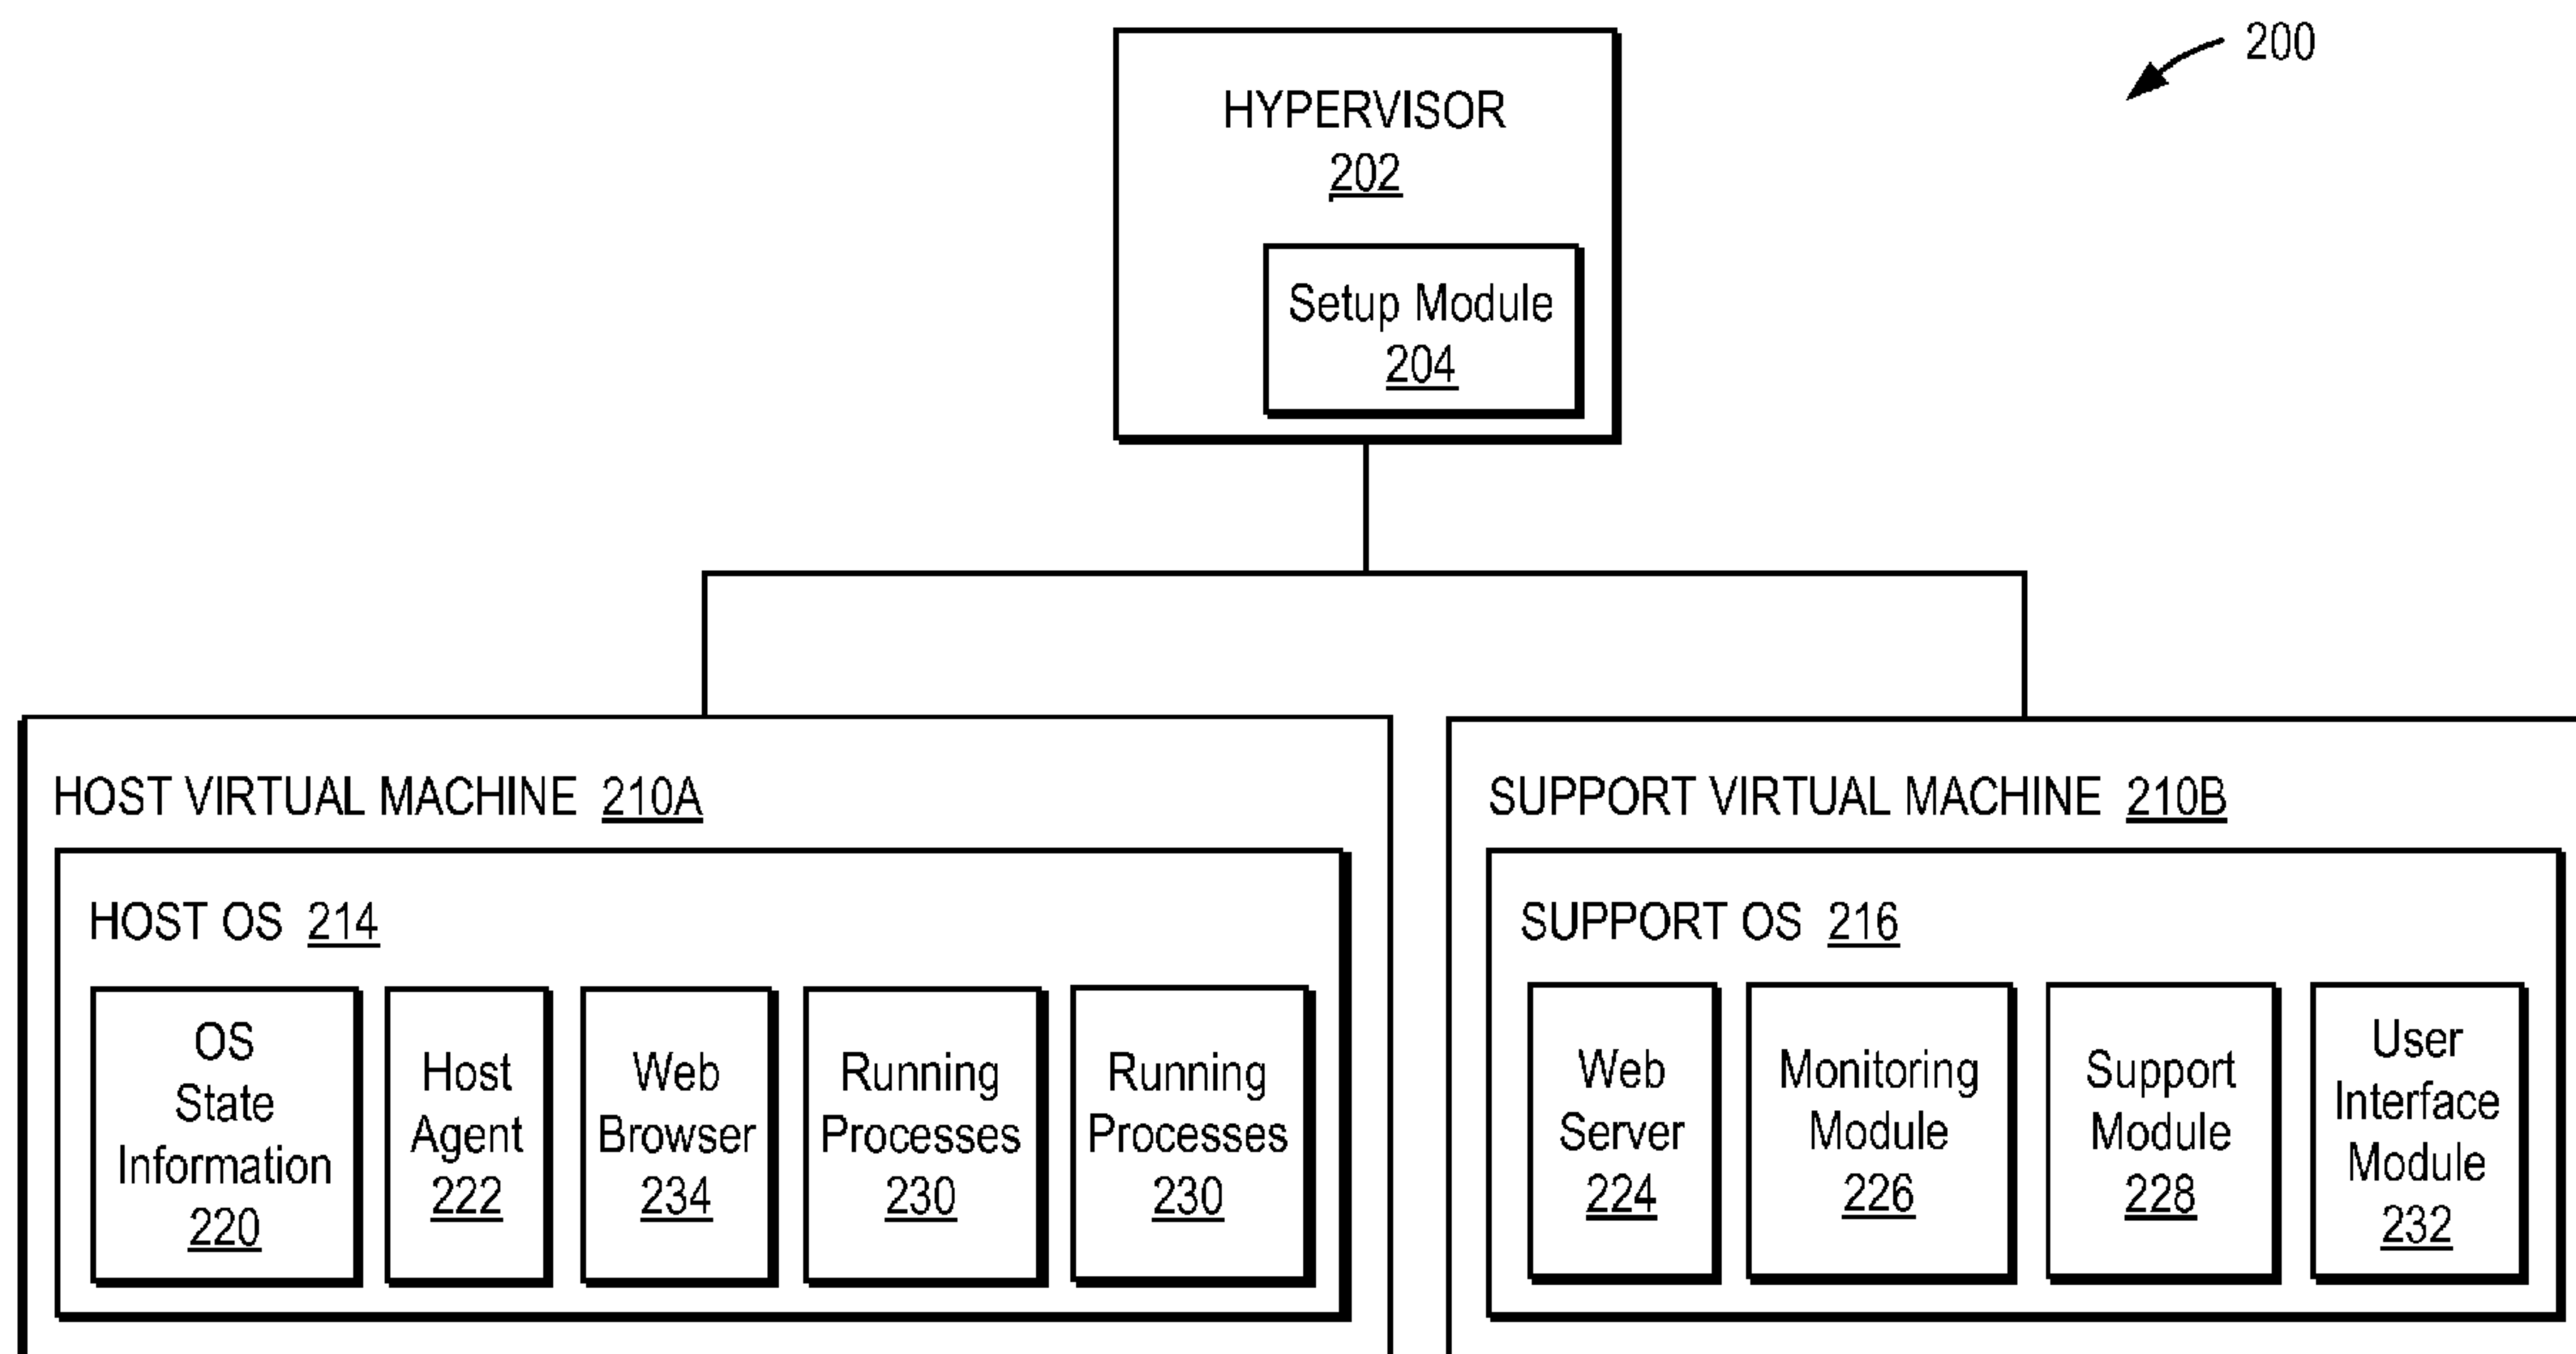 200
HYPERVISOR
202
Setup Module
204
HOST VIRTUAL MACHINE 210A
HOST OS 214
OS
State
Information
220
Host
Agent
222
Web
Browser
234
Running
Processes
230
Running
Processes
230
SUPPORT VIRTUAL MACHINE 210B
SUPPORT OS 216
Web
Server
224
Monitoring
Module
226
Support
Module
228
User
Interface
Module
232